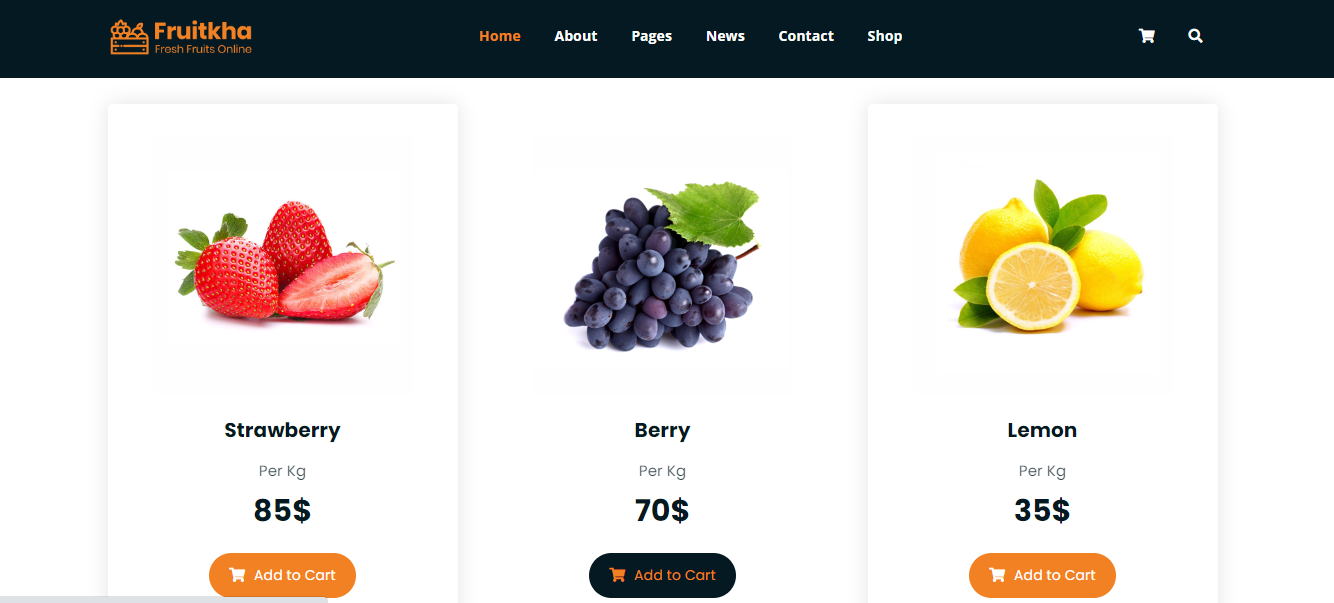 Fruitkha
Fresh Fruits Online
Home About Pages News Contact Shop
Strawberry
Per Kg
85$
Add to Cart
Berry
Per Kg
70$
Add to Cart
Lemon
Per Kg
35$
Add to Cart